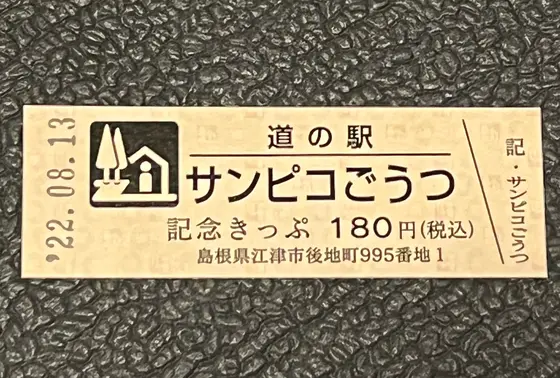 '22.08.13
道の駅
サンピコごうつ
記念きっぷ 180円(税込)
島根県江津市後地町995番地1
記・サンピコごうつ